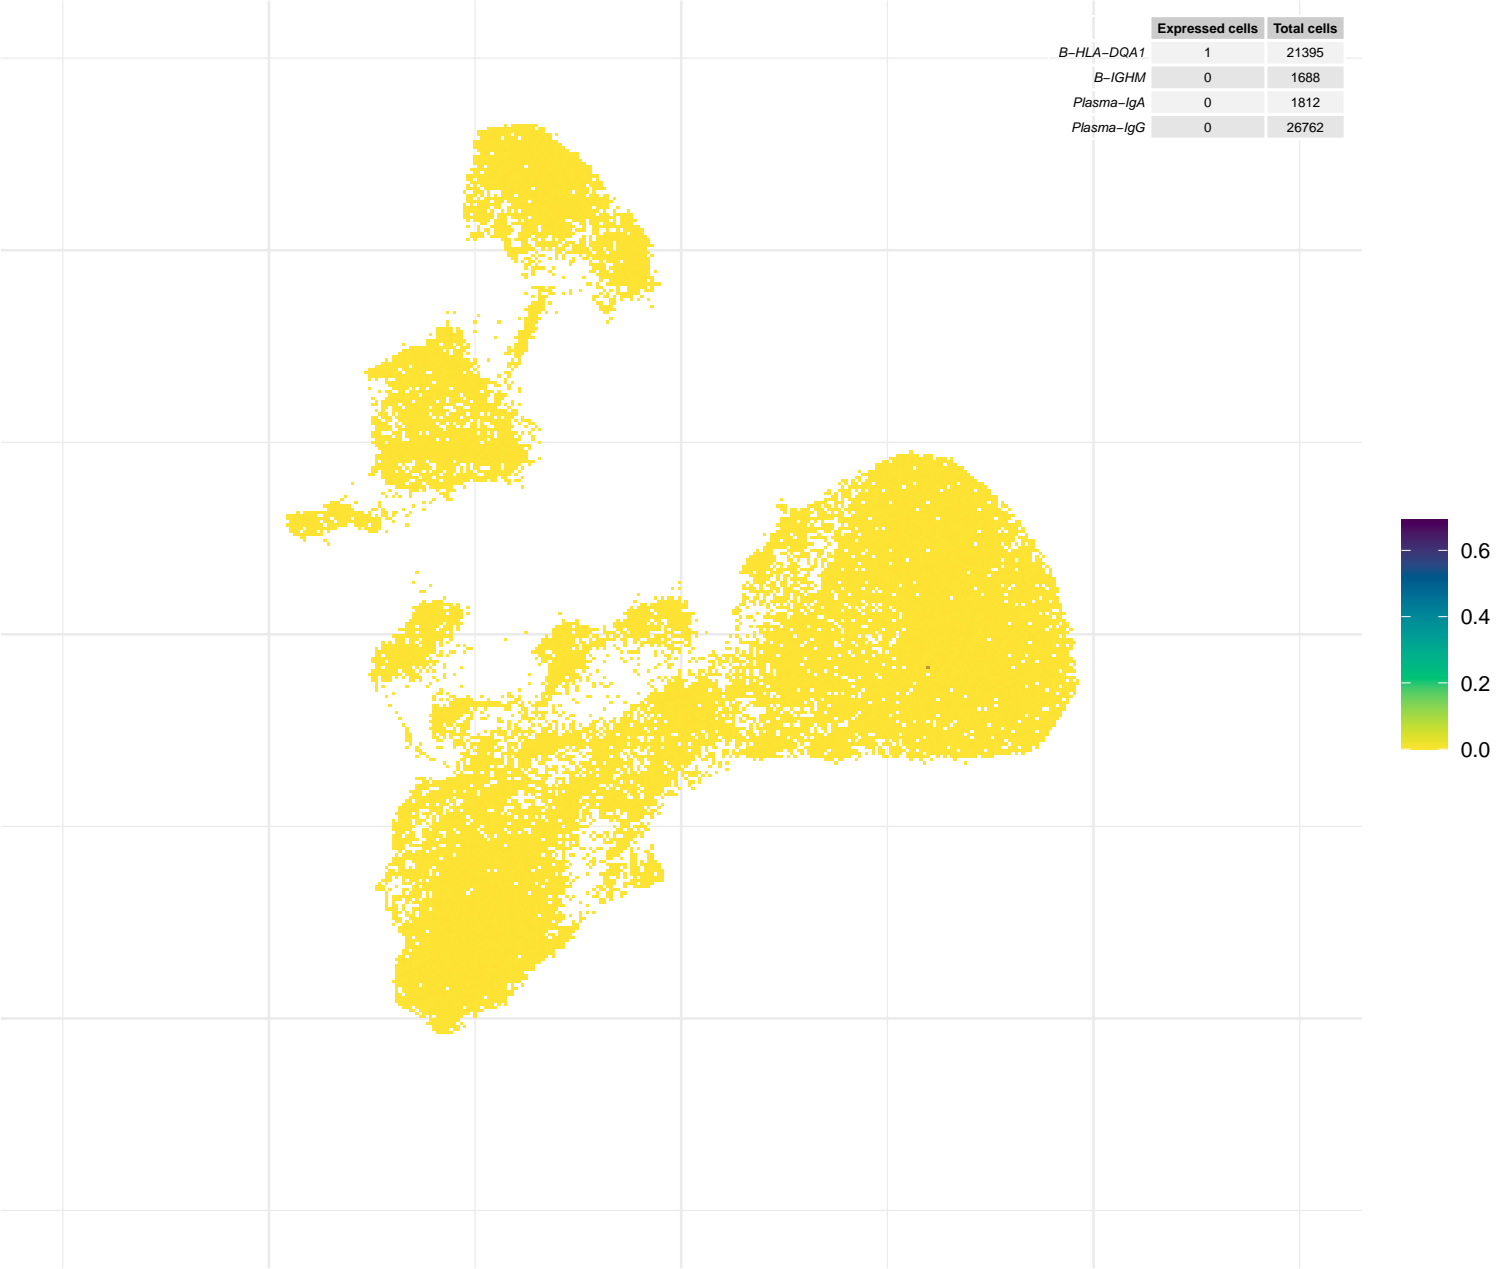 Expressed cells Total cells
B−HLA−DQA1 1 21395
B−IGHM 0 1688
Plasma−IgA 0 1812
Plasma−IgG 0 26762
0.6
0.4
0.2
0.0